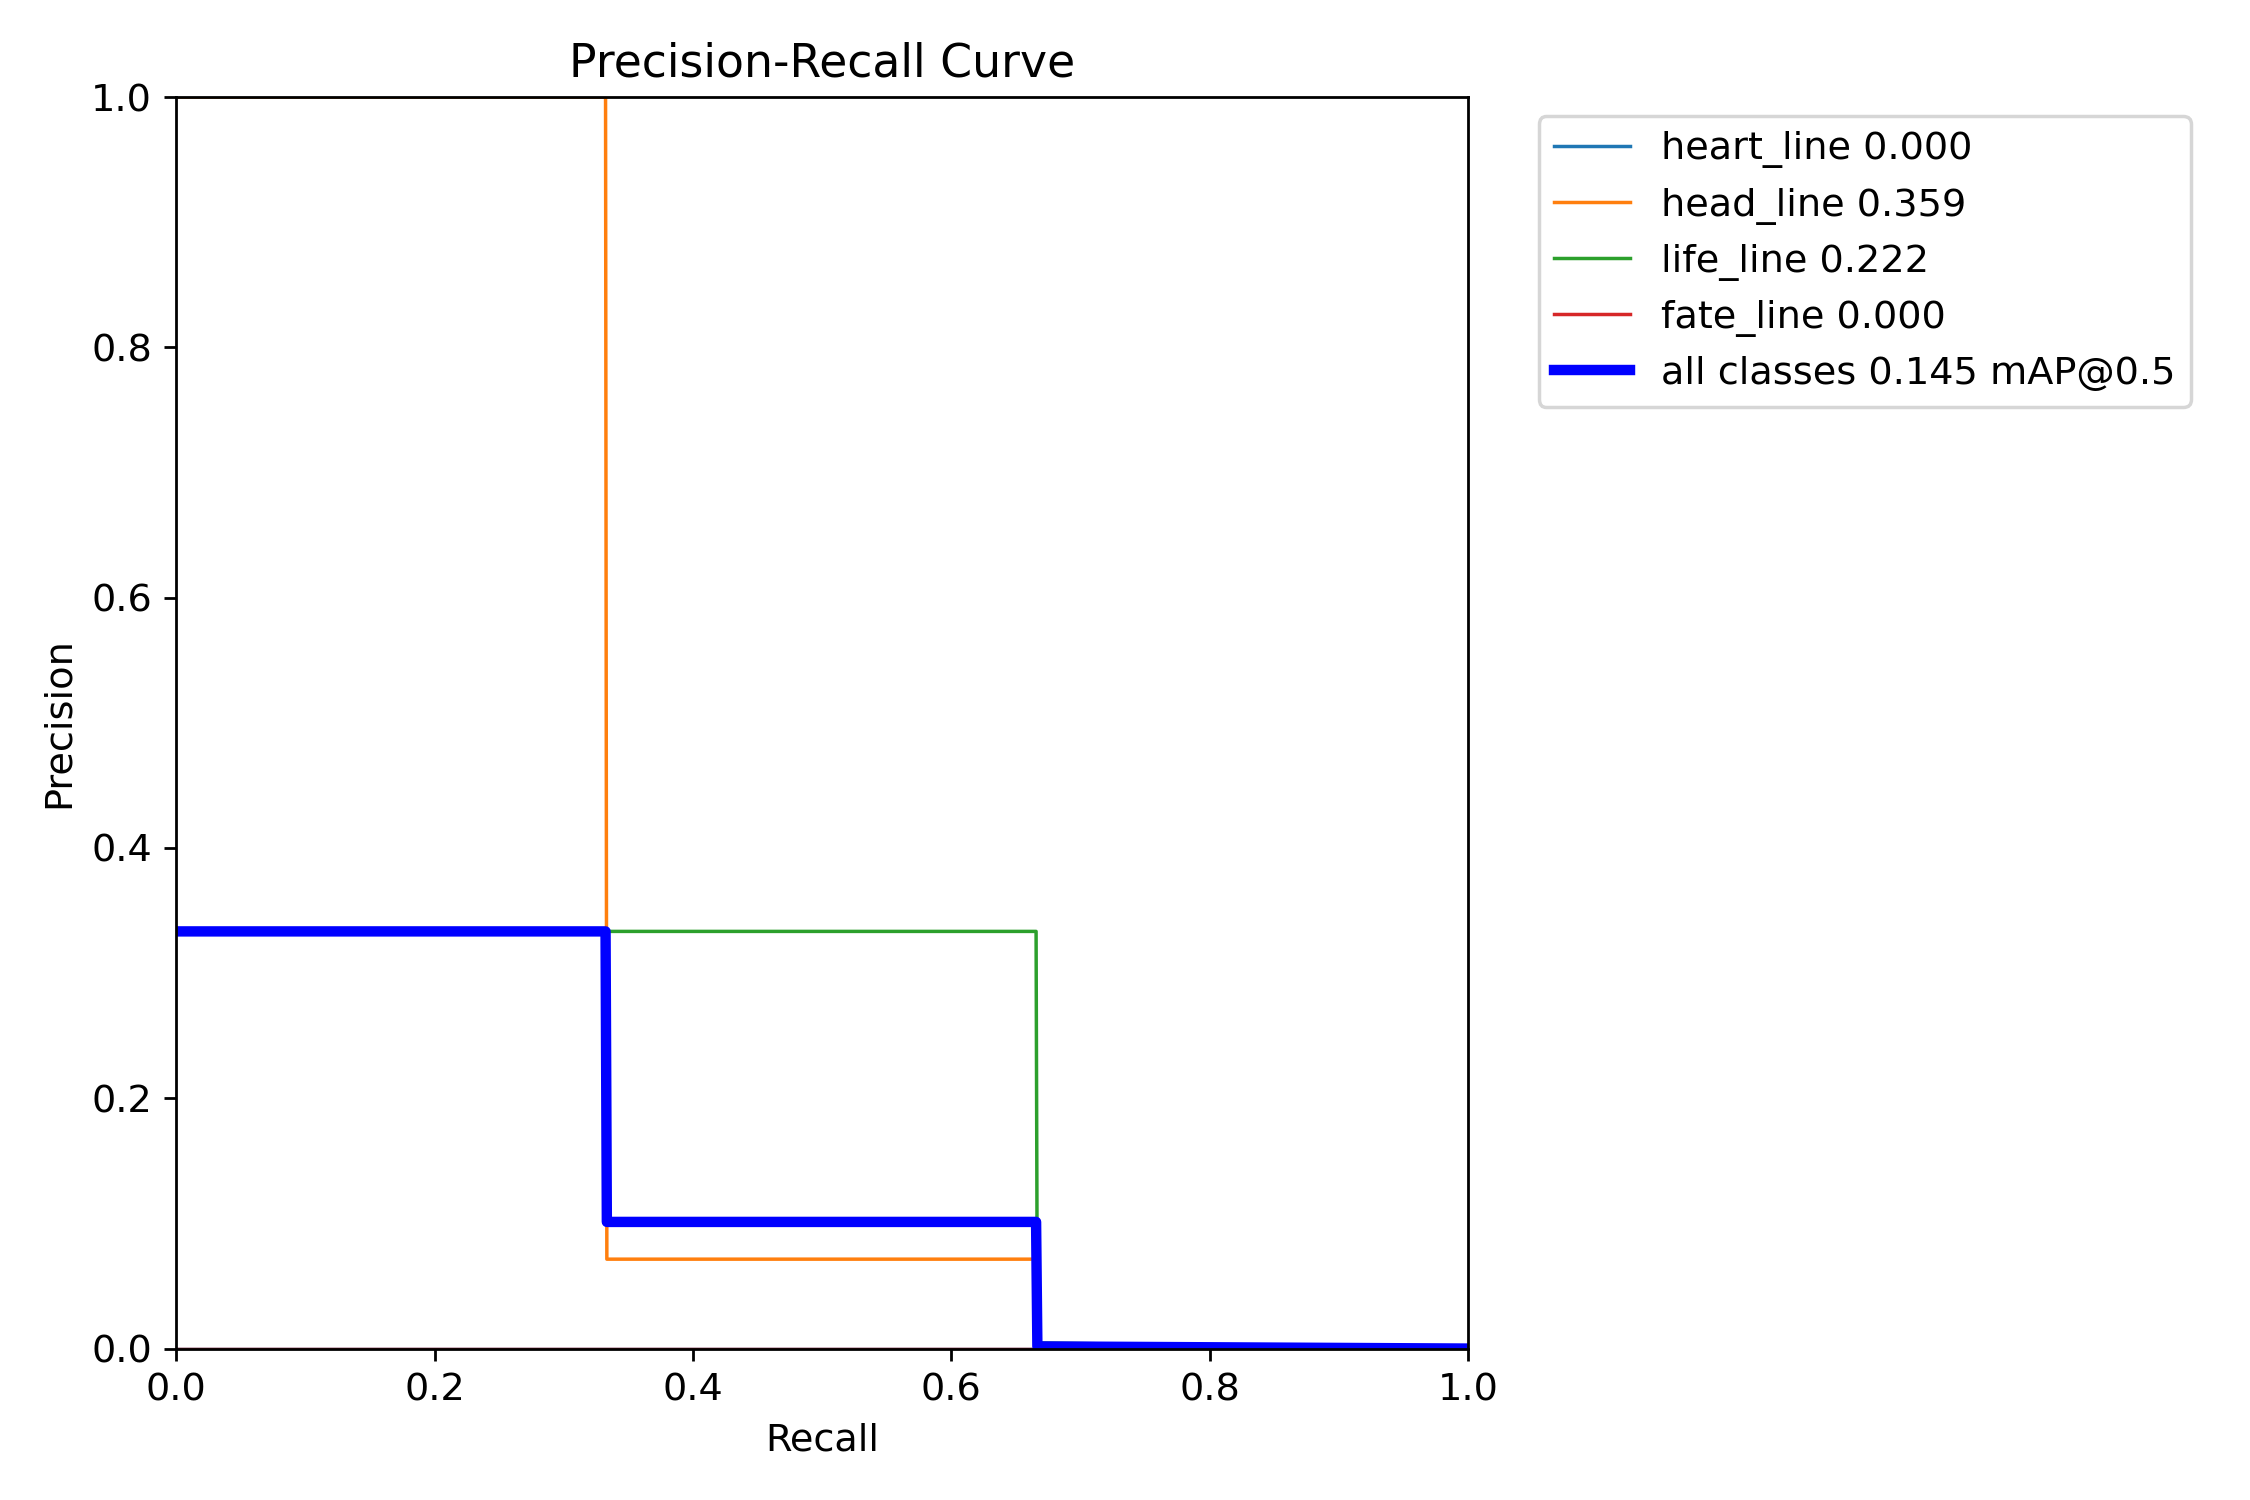 Precision-Recall Curve
1.0
0.8
0.6
0.4
0.2
0.0
Precision
0.0 0.2 0.4 0.6 0.8 1.0
Recall
heart_line 0.000
head_line 0.359
life_line 0.222
fate_line 0.000
all classes 0.145 mAP@0.5